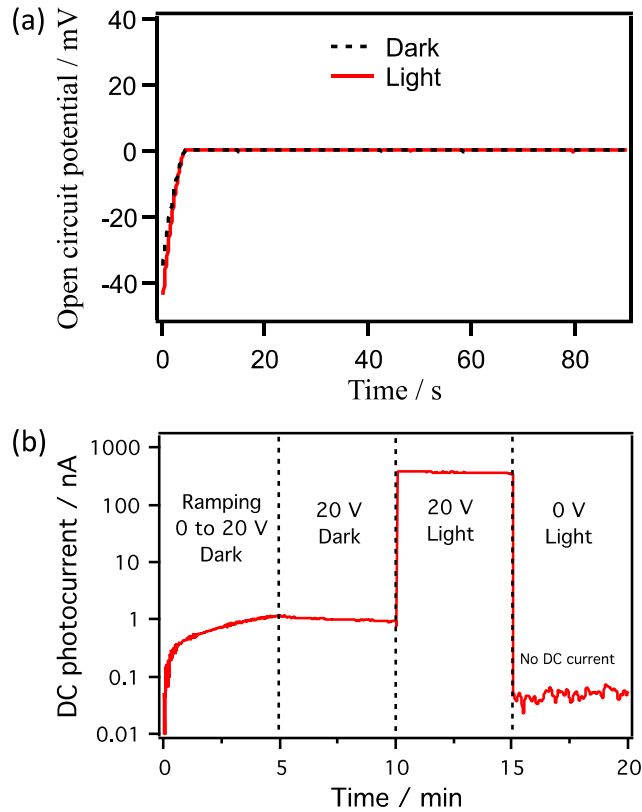 (a)
Open circuit potential / mV
40
20
0
-20
-40
Dark
Light
0
20
40
60
80
Time / s
(b)
DC photocurrent / nA
1000
100
10
1
0.1
0.01
Ramping
0 to 20 V
Dark
20 V
Dark
20 V
Light
0 V
Light
No DC current
0
5
10
15
20
Time / min